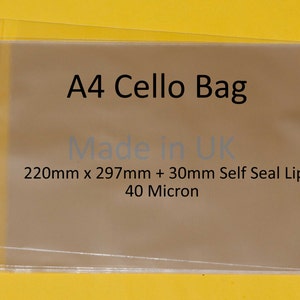 A4 Cello Bag
Made in UK
220mm x 297mm + 30mm Self Seal Lip
40 Micron